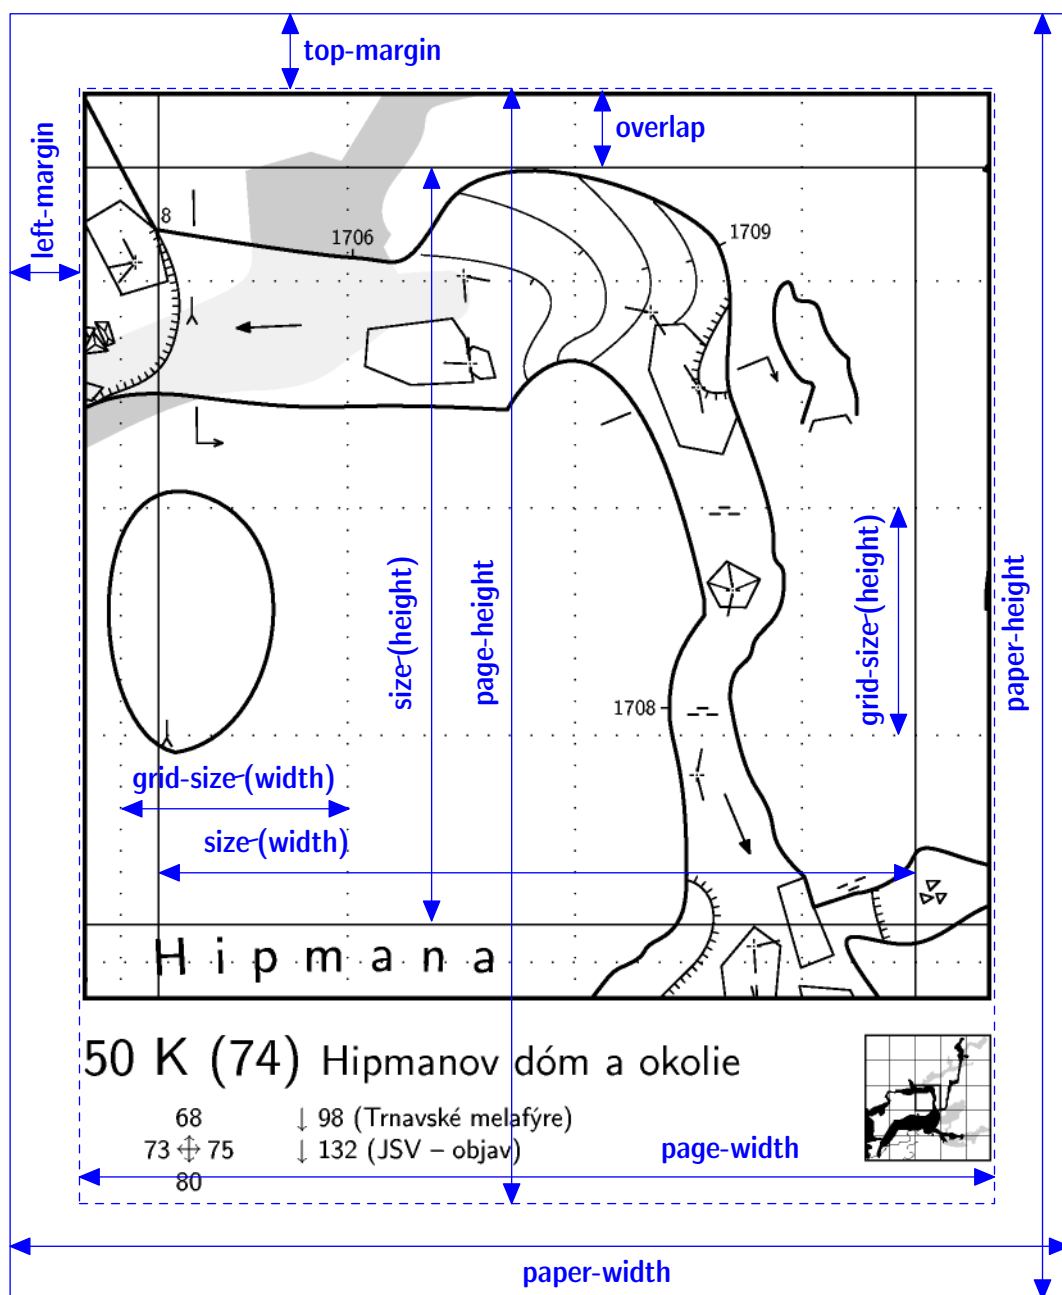 top-margin
overlap
left-margin
8
1706
1709
size (height)
page-height
grid-size (height)
paper-height
1708
grid-size (width)
size (width)
Hipmana
50 K (74) Hipmanov dóm a okolie
68 ↓ 98 (Trnavské melafýre)
73 75 ↓ 132 (JSV – objav)
80
page-width
paper-width